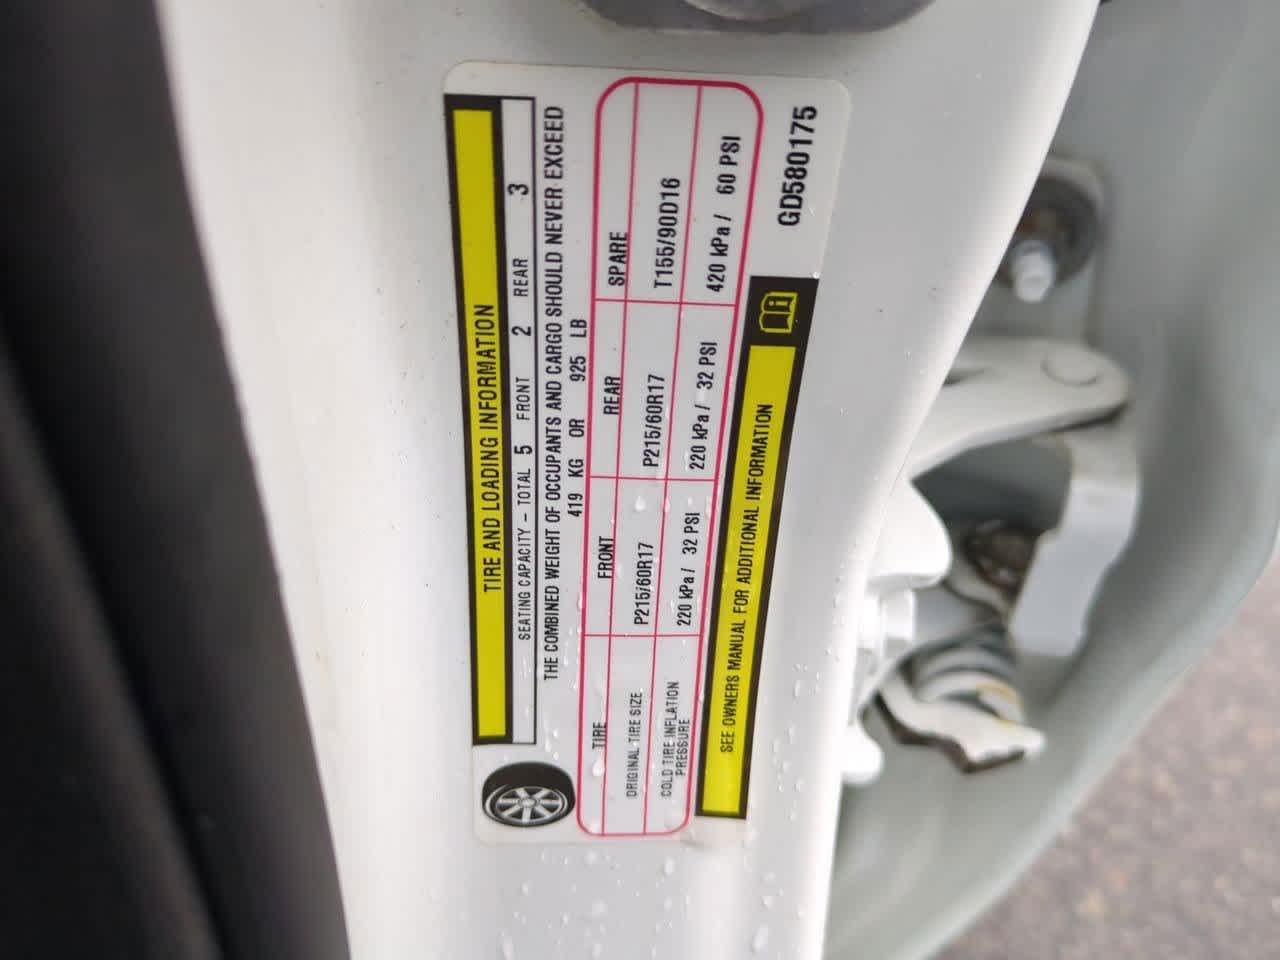 TIRE AND LOADING INFORMATION
SEATING CAPACITY - TOTAL 5 FRONT 2 REAR 3
THE COMBINED WEIGHT OF OCCUPANTS AND CARGO SHOULD NEVER EXCEED
419 KG OR 925 LB
TIRE FRONT REAR SPARE
ORIGINAL TIRE SIZE P215/60R17 P215/60R17 T155/90D16
COLD TIRE INFLATION PRESSURE 220 kPa / 32 PSI 220 kPa / 32 PSI 420 kPa / 60 PSI
SEE OWNERS MANUAL FOR ADDITIONAL INFORMATION
GD580175